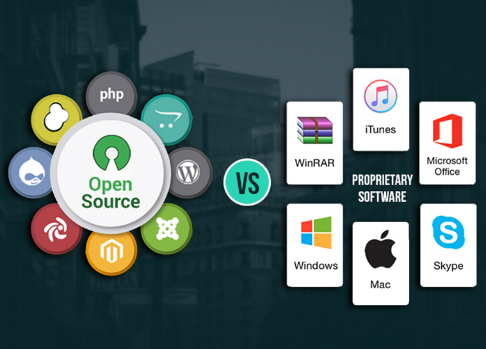 php
Open
Source
VS
iTunes
WinRAR
Microsoft
Office
PROPRIETARY
SOFTWARE
Windows
Mac
Skype